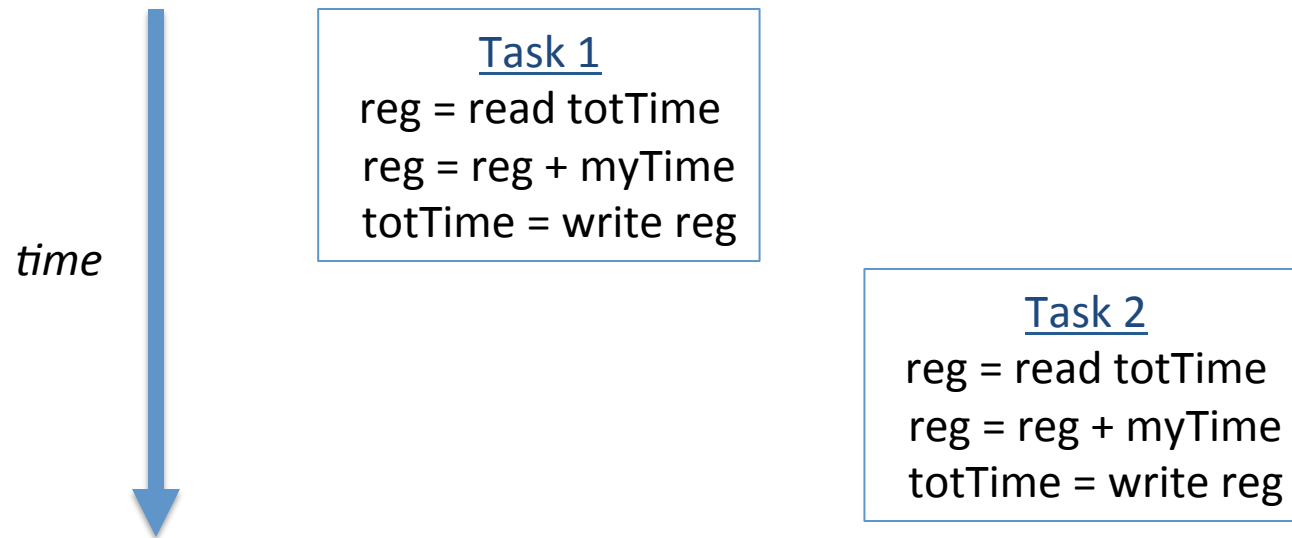 Task 1
reg = read totTime
reg = reg + myTime
totTime = write reg
time
Task 2
reg = read totTime
reg = reg + myTime
totTime = write reg